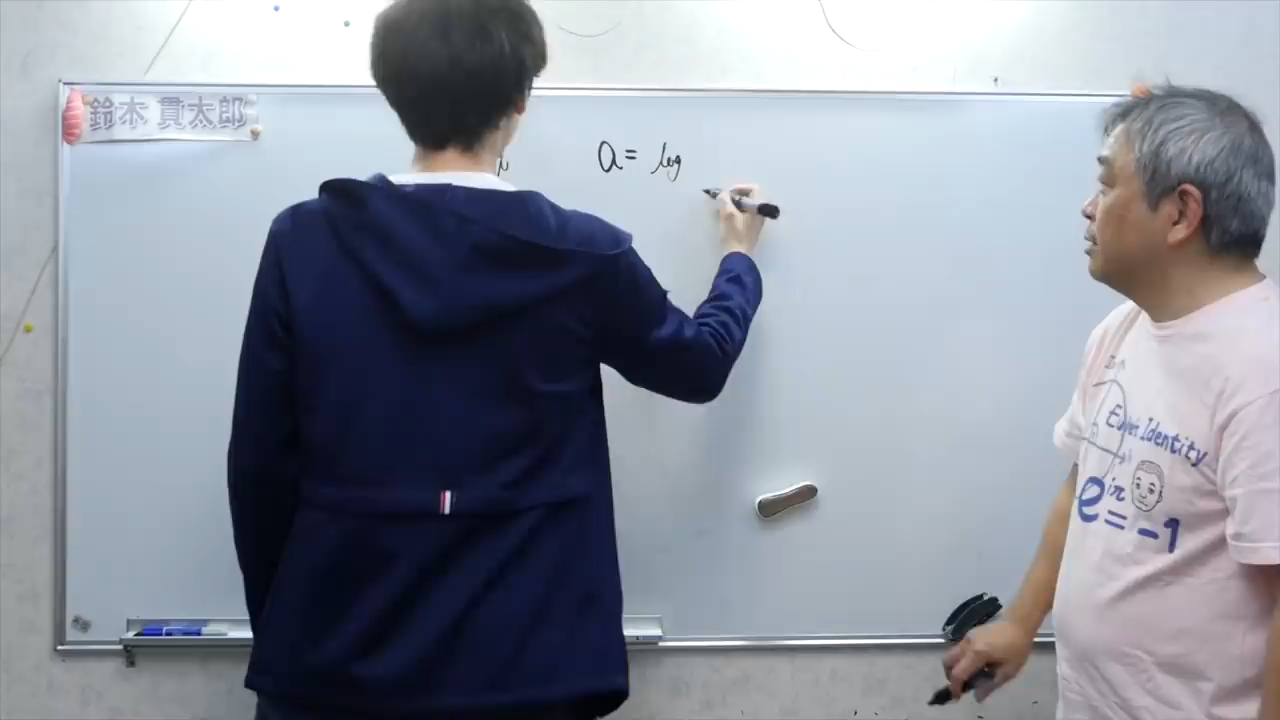 鈴木 貫太郎
a = log
Euler's Identity
e^iπ = -1